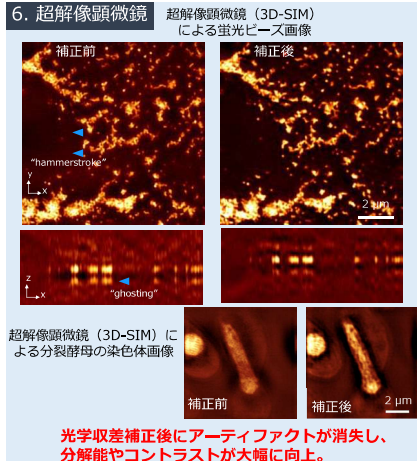 6. 超解像顕微鏡
超解像顕微鏡（3D-SIM）
による蛍光ビーズ画像
補正前
補正後
“hammerstroke”
y
x
2 μm
z
x
“ghosting”
超解像顕微鏡（3D-SIM）に
よる分裂酵母の染色体画像
補正前
補正後
2 μm
光学収差補正後にアーティファクトが消失し、
分解能やコントラストが大幅に向上。